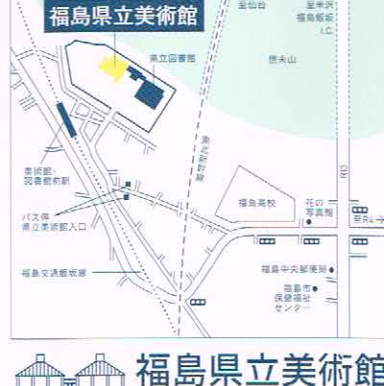 福島県立美術館
県立図書館
至仙台
至米沢
福島飯坂
I.C.
信夫山
東北新幹線
R13
美術館・
図書館前駅
バス停
県立美術館入口
福島高校
花の
写真館
至R4→
福島交通飯坂線
福島中央郵便局
福島市
保健福祉
センター
福島県立美術館